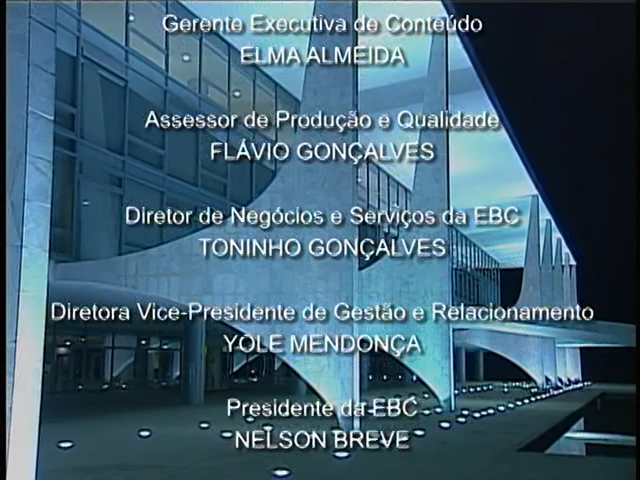 Gerente Executiva de Conteúdo
ELMA ALMEIDA
Assessor de Produção e Qualidade
FLÁVIO GONÇALVES
Diretor de Negócios e Serviços da EBC
TONINHO GONÇALVES
Diretora Vice-Presidente de Gestão e Relacionamento
YOLE MENDONÇA
Presidente da EBC
NELSON BREVE